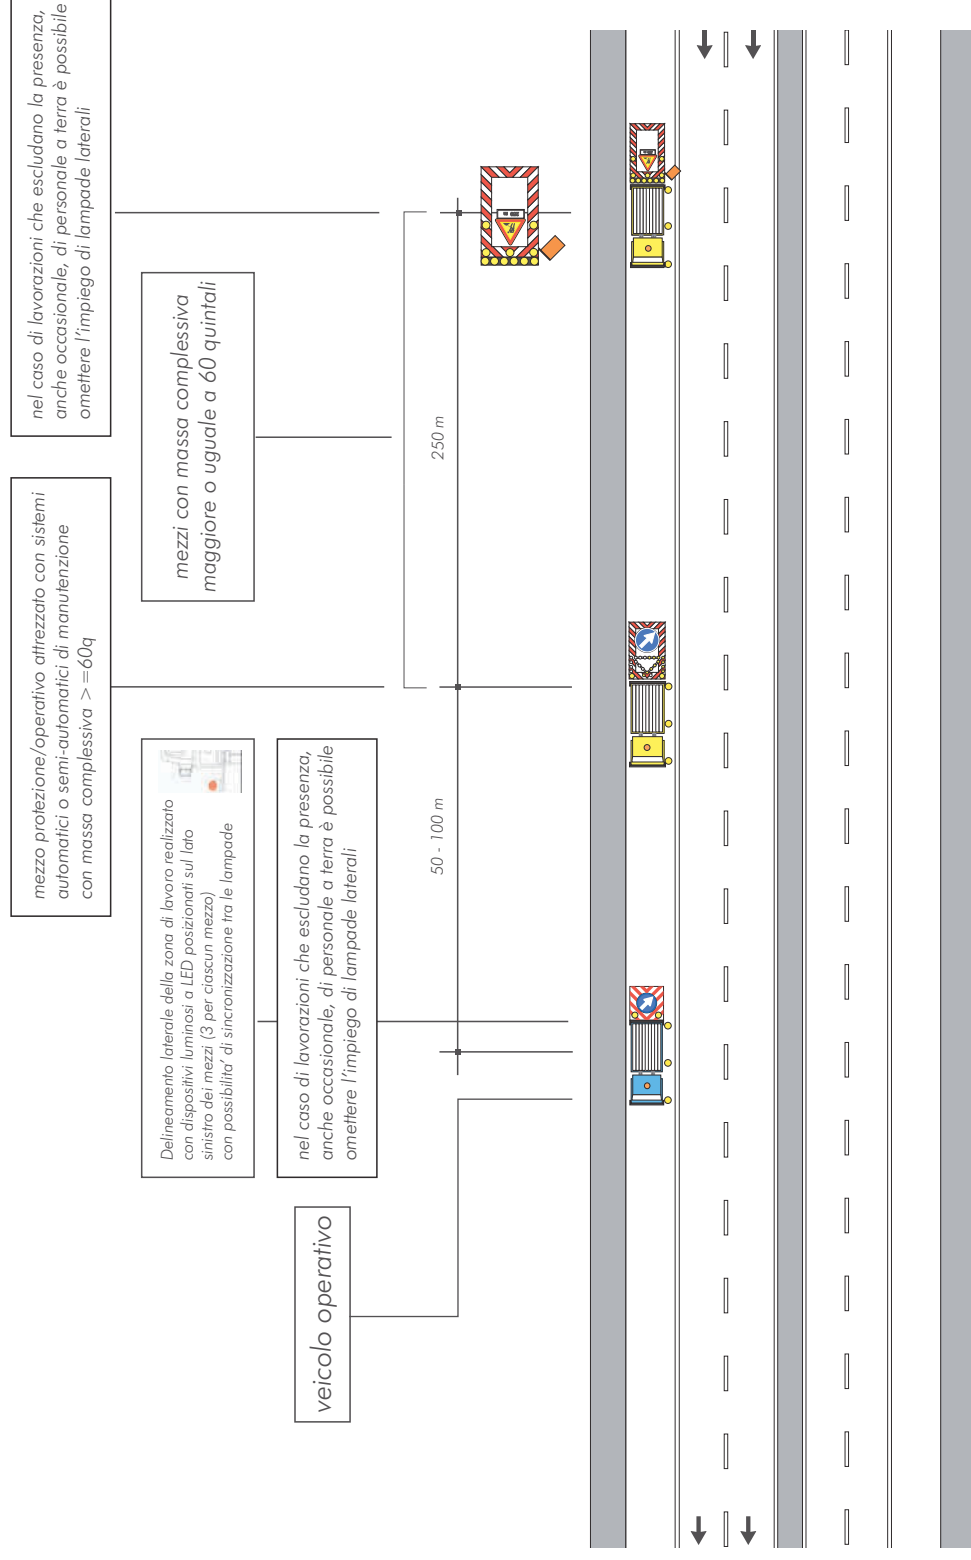 nel caso di lavorazioni che escludano la presenza,
anche occasionale, di personale a terra è possibile
omettere l'impiego di lampade laterali
mezzi con massa complessiva
maggiore o uguale a 60 quintali
250 m
mezzo protezione/operativo attrezzato con sistemi
automatici o semi-automatici di manutenzione
con massa complessiva >=60q
Delineamento laterale della zona di lavoro realizzato
con dispositivi luminosi a LED posizionati sul lato
sinistro dei mezzi (3 per ciascun mezzo)
con possibilita' di sincronizzazione tra le lampade
nel caso di lavorazioni che escludano la presenza,
anche occasionale, di personale a terra è possibile
omettere l'impiego di lampade laterali
50 - 100 m
veicolo operativo